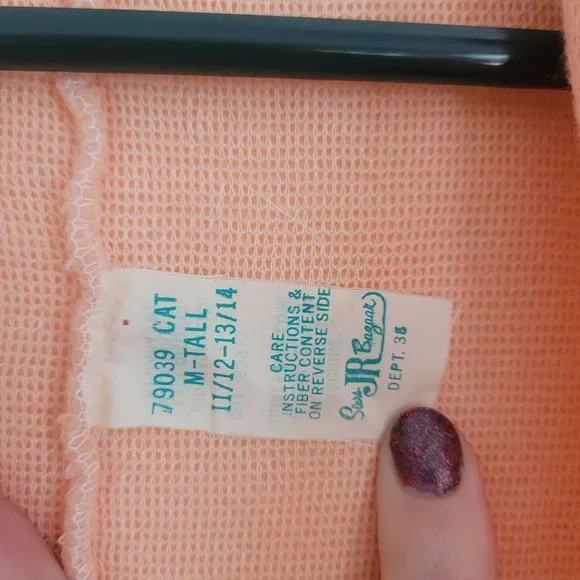 79039 CAT
M-TALL
11/12-13/14
CARE
INSTRUCTIONS &
FIBER CONTENT
ON REVERSE SIDE
Sears JR Bazaar
DEPT. 38